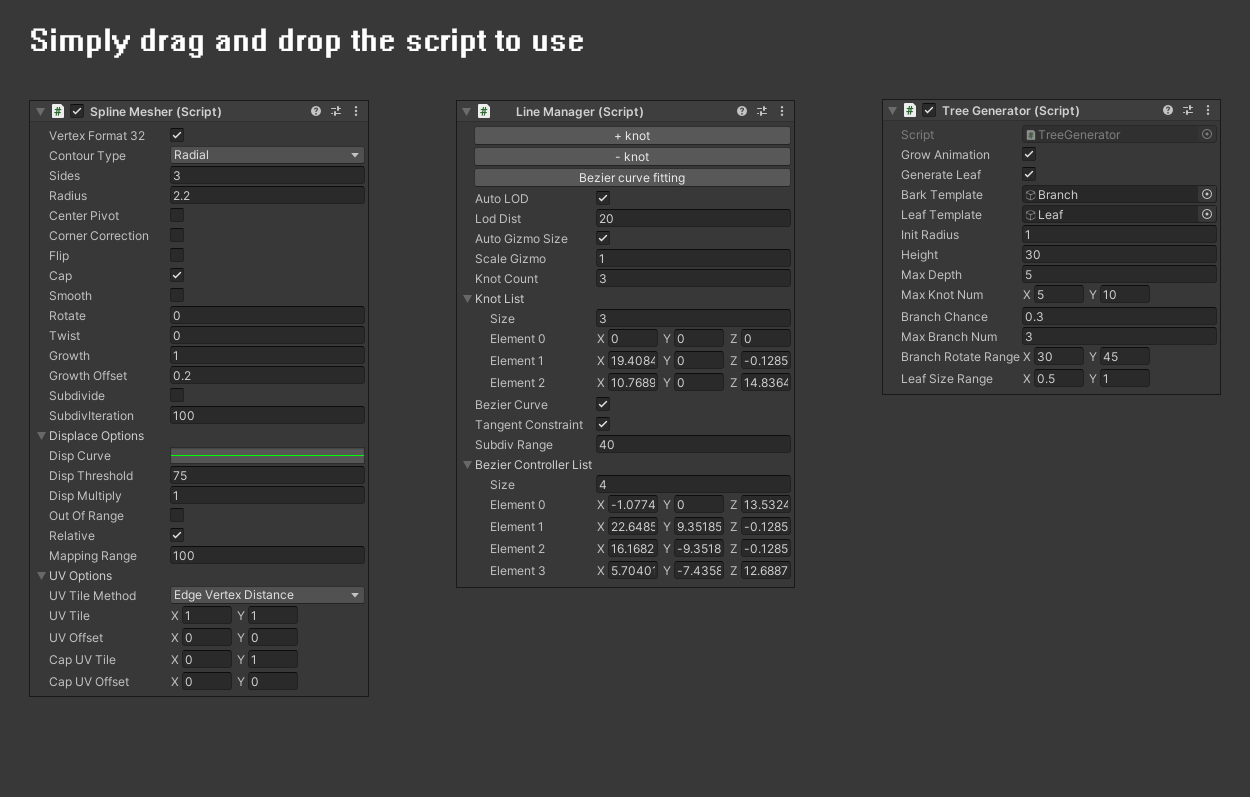 Simply drag and drop the script to use
Spline Mesher (Script)
Vertex Format 32
Contour Type Radial
Sides 3
Radius 2.2
Center Pivot
Corner Correction
Flip
Cap
Smooth
Rotate 0
Twist 0
Growth 1
Growth Offset 0.2
Subdivide
SubdivIteration 100
Displace Options
Disp Curve
Disp Threshold 75
Disp Multiply 1
Out Of Range
Relative
Mapping Range 100
UV Options
UV Tile Method Edge Vertex Distance
UV Tile X 1 Y 1
UV Offset X 0 Y 0
Cap UV Tile X 0 Y 1
Cap UV Offset X 0 Y 0
Line Manager (Script)
+ knot
- knot
Bezier curve fitting
Auto LOD
Lod Dist 20
Auto Gizmo Size
Scale Gizmo 1
Knot Count 3
Knot List
Size 3
Element 0 X 0 Y 0 Z 0
Element 1 X 19.4084 Y 0 Z -0.1285
Element 2 X 10.7689 Y 0 Z 14.8364
Bezier Curve
Tangent Constraint
Subdiv Range 40
Bezier Controller List
Size 4
Element 0 X -1.0774 Y 0 Z 13.5324
Element 1 X 22.6485 Y 9.35185 Z -0.1285
Element 2 X 16.1682 Y -9.3518 Z -0.1285
Element 3 X 5.70401 Y -7.4358 Z 12.6887
Tree Generator (Script)
Script TreeGenerator
Grow Animation
Generate Leaf
Bark Template Branch
Leaf Template Leaf
Init Radius 1
Height 30
Max Depth 5
Max Knot Num X 5 Y 10
Branch Chance 0.3
Max Branch Num 3
Branch Rotate Range X 30 Y 45
Leaf Size Range X 0.5 Y 1